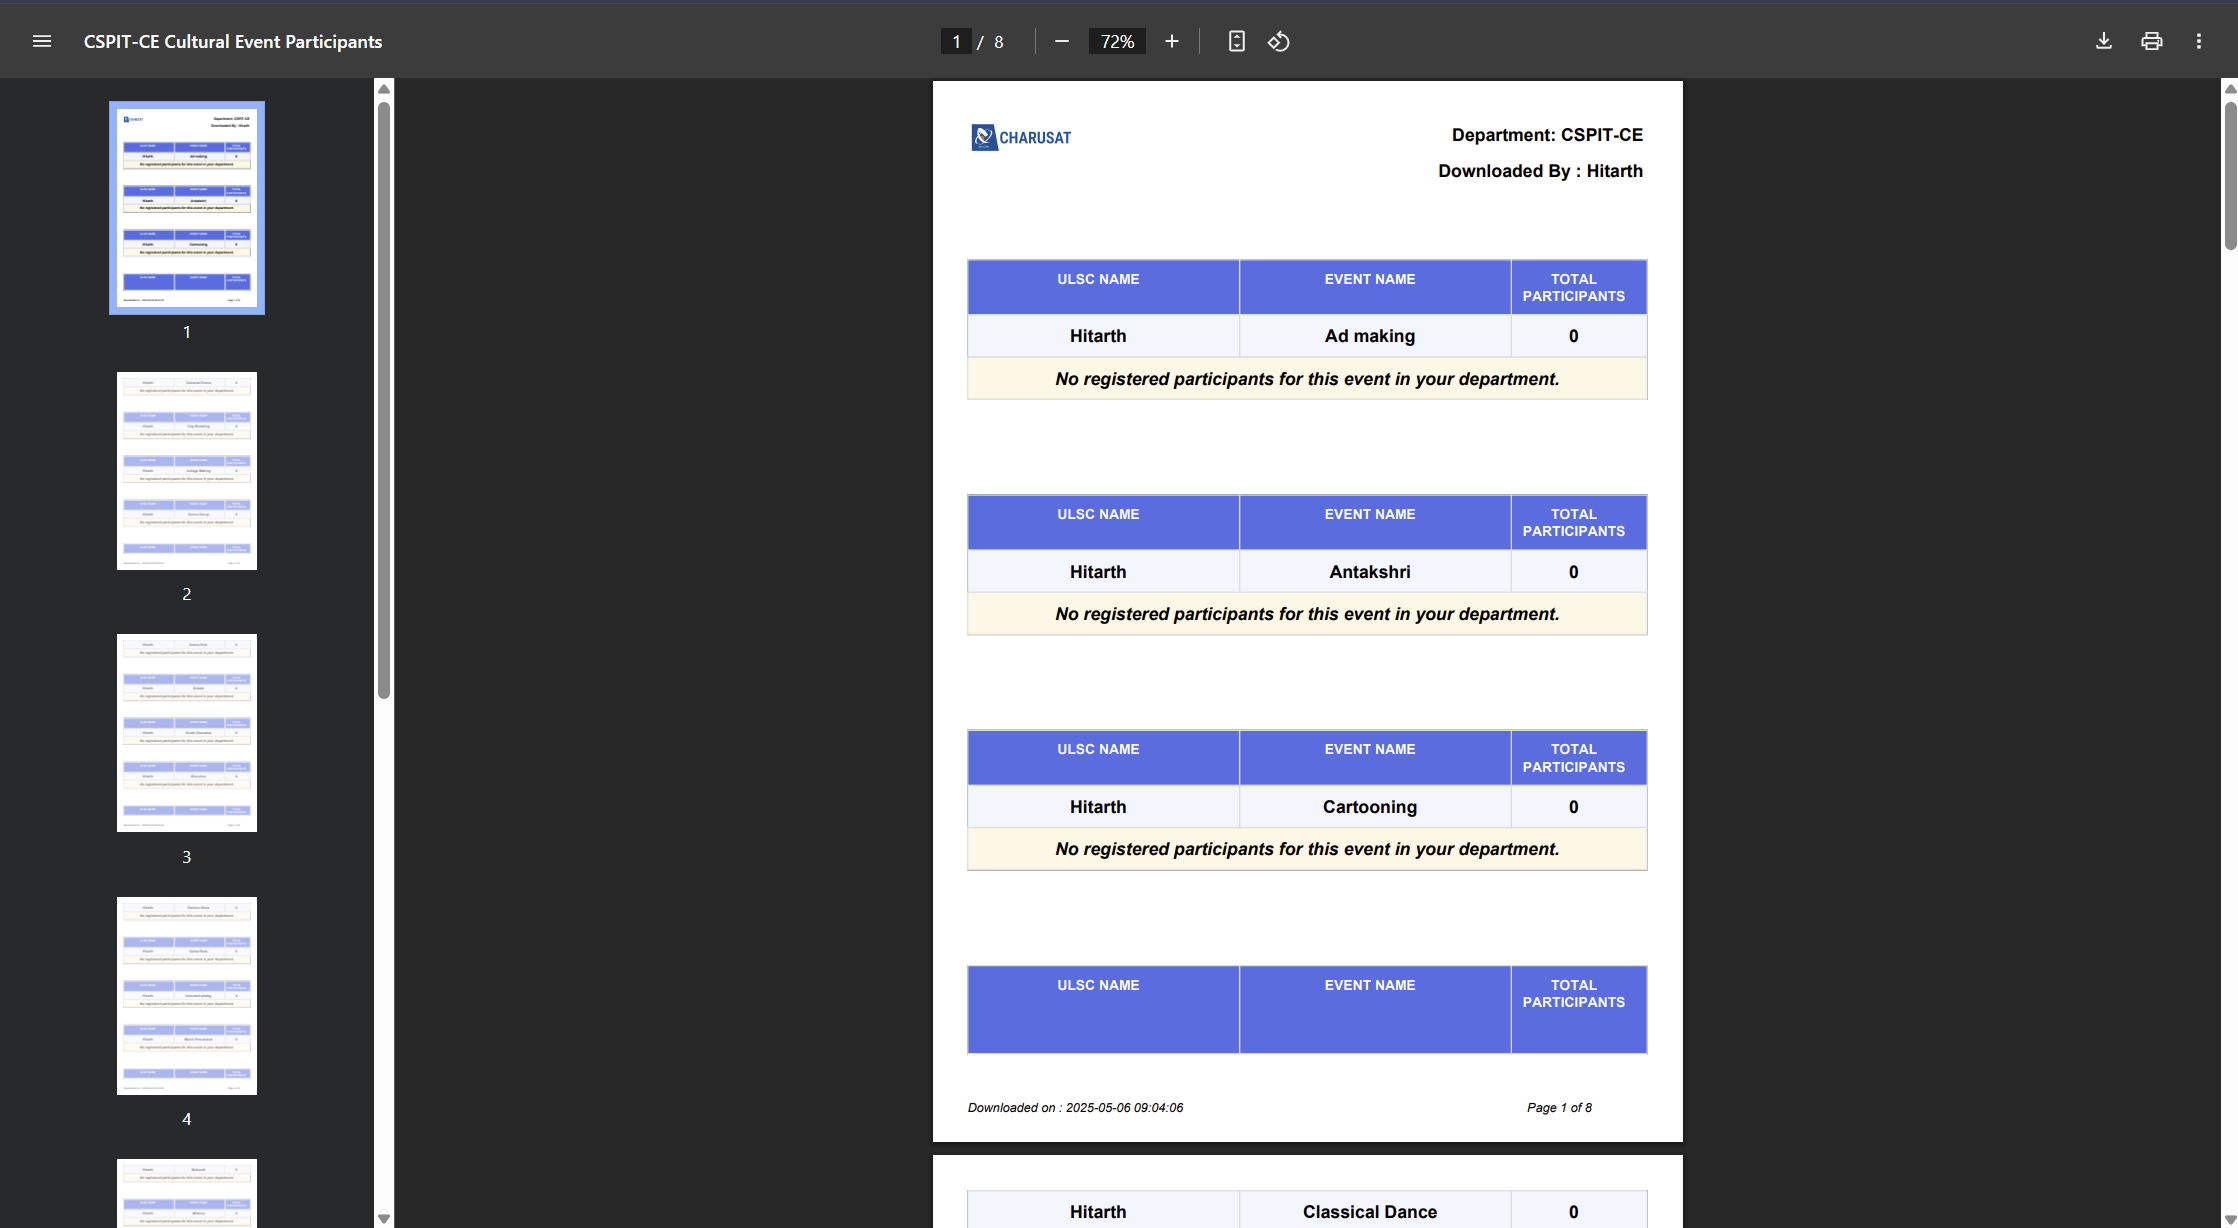 CSPIT-CE Cultural Event Participants
1 / 8
72%
1
2
3
4
CHARUSAT
Department: CSPIT-CE
Downloaded By : Hitarth
ULSC NAME EVENT NAME TOTAL PARTICIPANTS
Hitarth Ad making 0
No registered participants for this event in your department.
ULSC NAME EVENT NAME TOTAL PARTICIPANTS
Hitarth Antakshri 0
No registered participants for this event in your department.
ULSC NAME EVENT NAME TOTAL PARTICIPANTS
Hitarth Cartooning 0
No registered participants for this event in your department.
ULSC NAME EVENT NAME TOTAL PARTICIPANTS
Downloaded on : 2025-05-06 09:04:06 Page 1 of 8
Hitarth Classical Dance 0